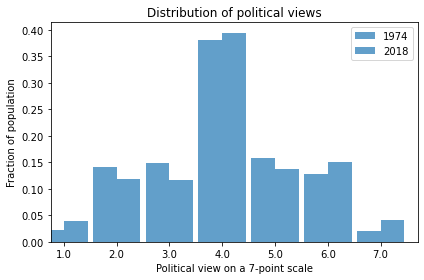 Distribution of political views
1974
2018
Fraction of population
0.40
0.35
0.30
0.25
0.20
0.15
0.10
0.05
0.00
1.0 2.0 3.0 4.0 5.0 6.0 7.0
Political view on a 7-point scale